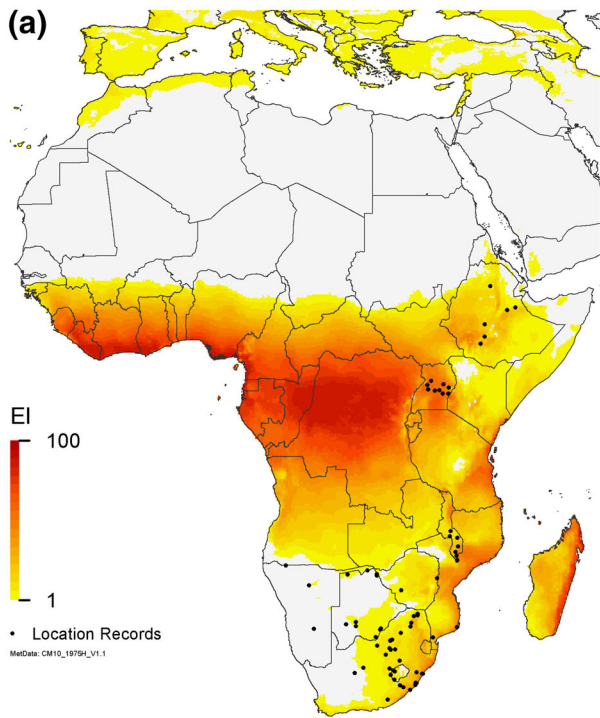 (a)
EI
100
1
• Location Records
MetData: CM10_1975H_V1.1